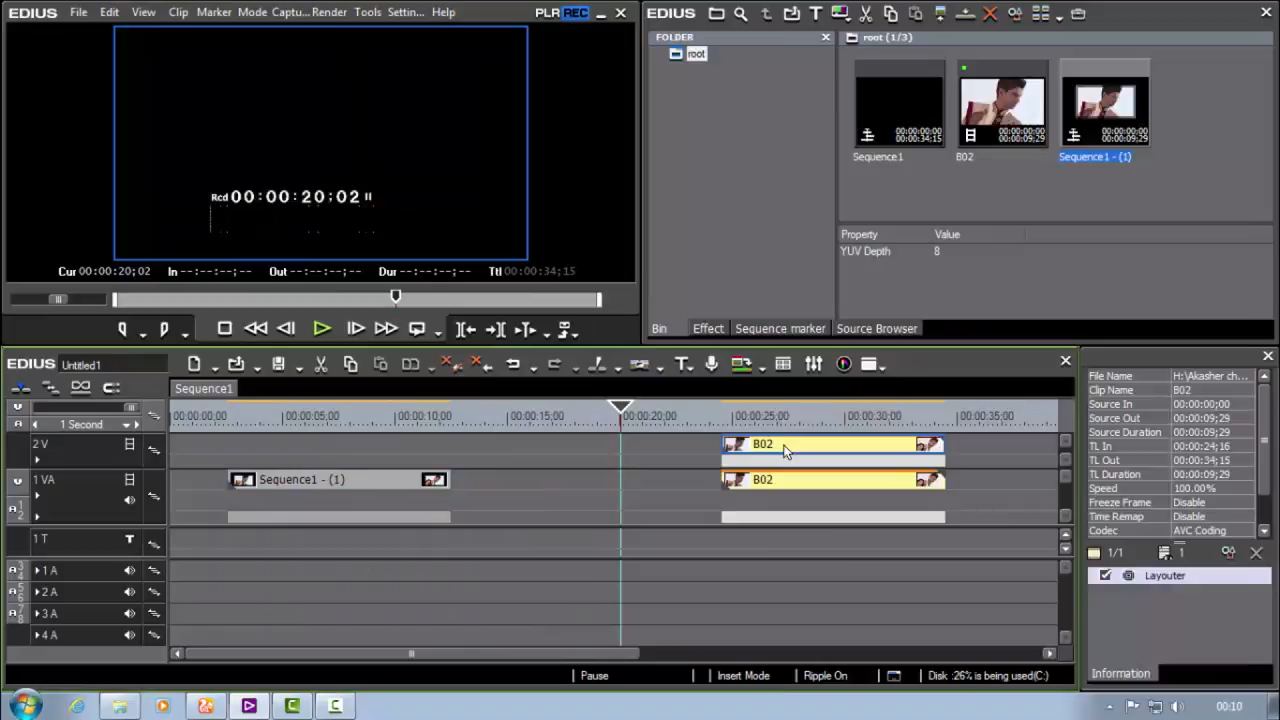 EDIUS File Edit View Clip Marker Mode Captu... Render Tools Settin... Help PLR REC
Rcd 00:00:20;02
Cur 00:00:20;02 In --:--:--;-- Out --:--:--;-- Dur --:--:--;-- Ttl 00:00:34;15
EDIUS
FOLDER
root
root (1/3)
00:00:00;00
00:00:34;15
00:00:00;00
00:00:09;29
00:00:00;00
00:00:09;29
Sequence1
B02
Sequence1 - (1)
Property Value
YUV Depth 8
Bin Effect Sequence marker Source Browser
EDIUS Untitled1
Sequence1
1 Second
00:00:00;00 00:00:05;00 00:00:10;00 00:00:15;00 00:00:20;00 00:00:25;00 00:00:30;00 00:00:35;00
2 V
B02
1 VA
Sequence1 - (1)
B02
1 T T
1 A
2 A
3 A
4 A
Pause Insert Mode Ripple On Disk :26% is being used(C:)
File Name H:\Akasher ch...
Clip Name B02
Source In 00:00:00;00
Source Out 00:00:09;29
Source Duration 00:00:09;29
TL In 00:00:24;16
TL Out 00:00:34;15
TL Duration 00:00:09;29
Speed 100.00%
Freeze Frame Disable
Time Remap Disable
Codec AVC Coding
1/1 1
Layouter
Information
00:10